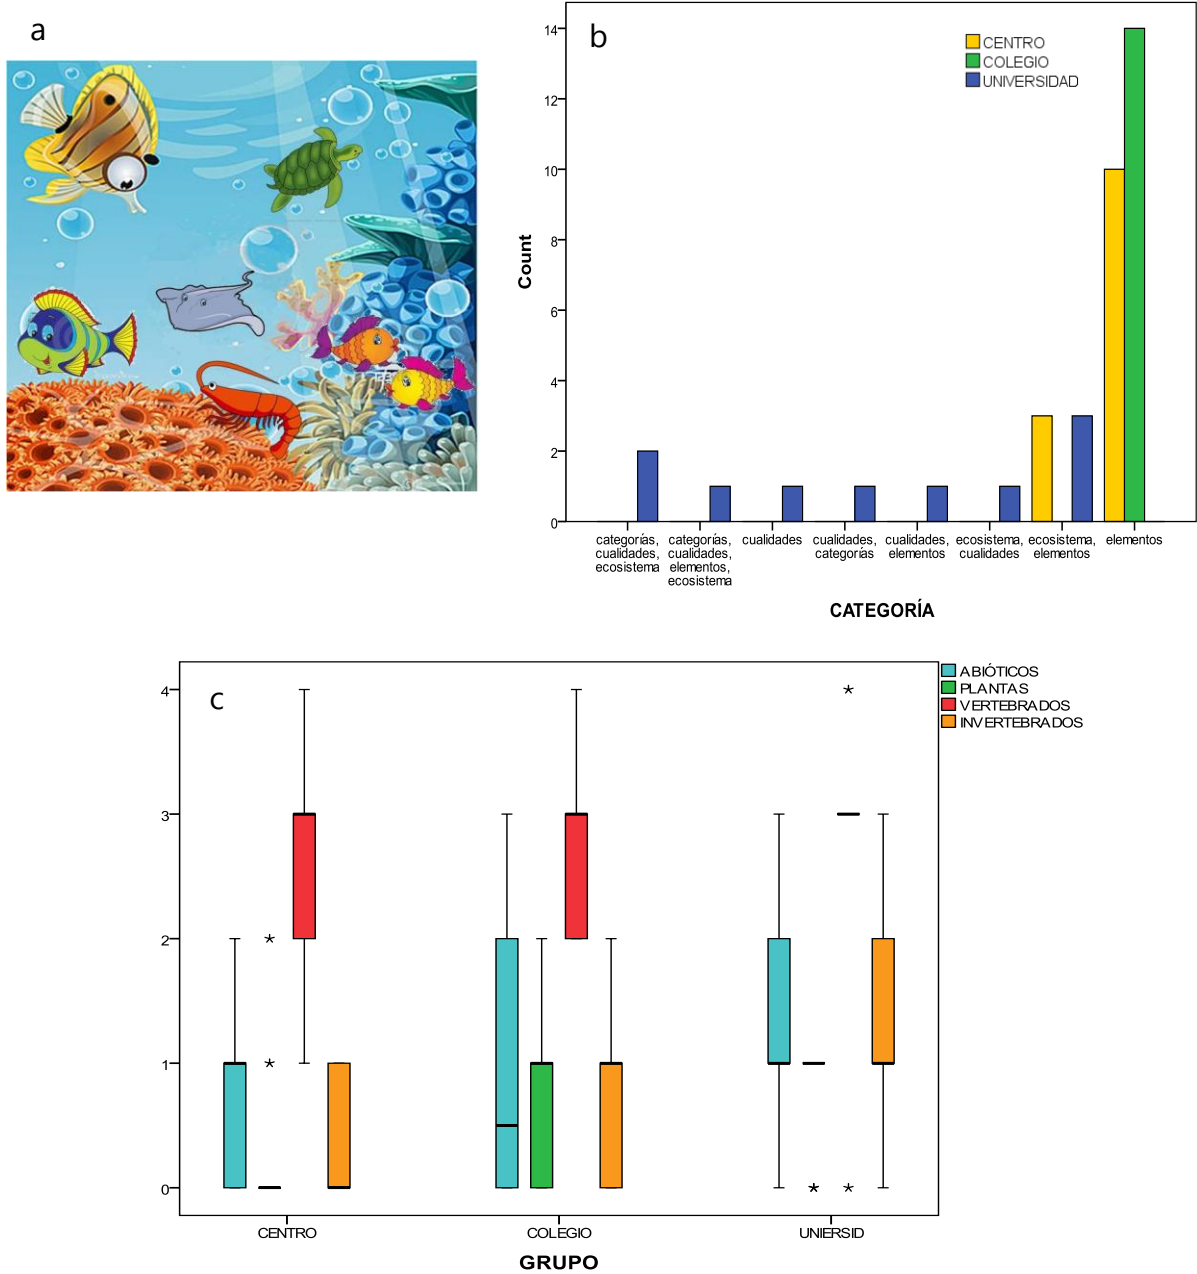 a
b
CENTRO
COLEGIO
UNIVERSIDAD
14
12
10
8
6
4
2
0
Count
categorías,
cualidades,
ecosistema
categorías,
cualidades,
elementos,
ecosistema
cualidades
cualidades,
categorías
cualidades,
elementos
ecosistema,
cualidades
ecosistema,
elementos
elementos
CATEGORÍA
c
ABIÓTICOS
PLANTAS
VERTEBRADOS
INVERTEBRADOS
4
3
2
1
0
CENTRO
COLEGIO
UNIERSID
GRUPO